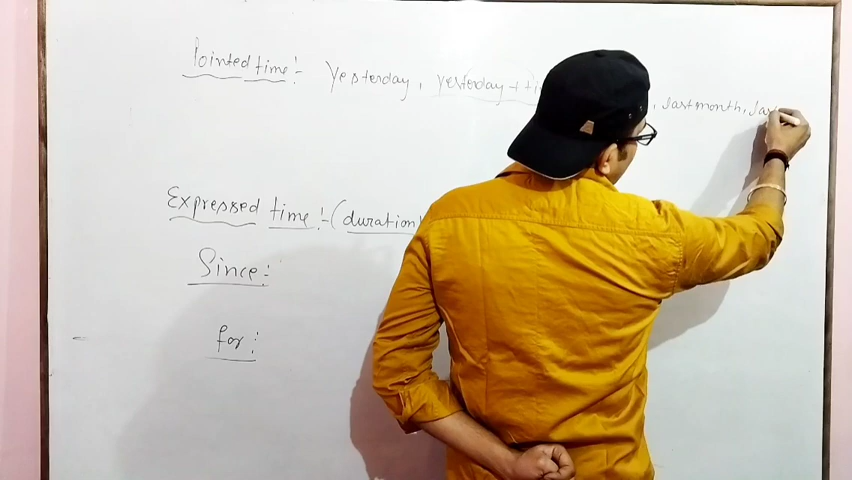 Pointed time:- Yesterday, yesterday + ti , last month, las
Expressed time:- (duration)
Since:-
for: